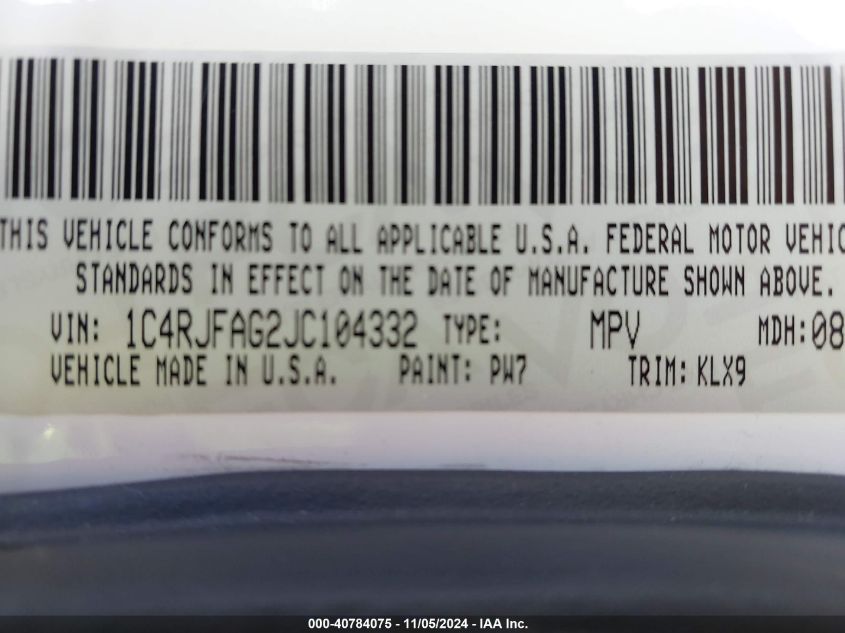 THIS VEHICLE CONFORMS TO ALL APPLICABLE U.S.A. FEDERAL MOTOR VEHIC
STANDARDS IN EFFECT ON THE DATE OF MANUFACTURE SHOWN ABOVE.
VIN: 1C4RJFAG2JC104332 TYPE: MPV MDH:08
VEHICLE MADE IN U.S.A. PAINT: PW7 TRIM: KLX9
000-40784075 - 11/05/2024 - IAA Inc.